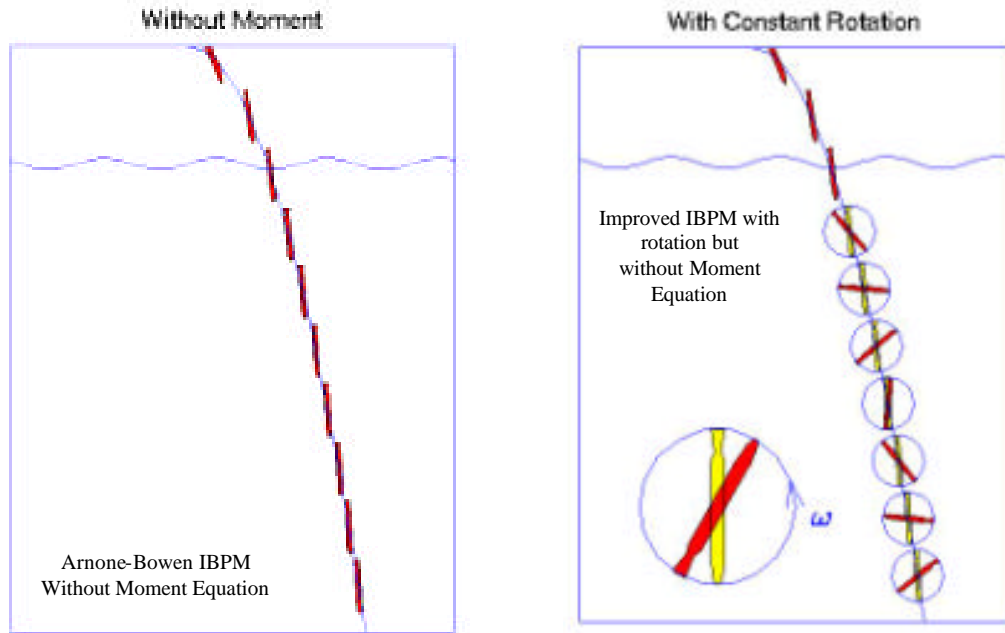 Without Moment
With Constant Rotation
Improved IBPM with
rotation but
without Moment
Equation
ω
Arnone-Bowen IBPM
Without Moment Equation